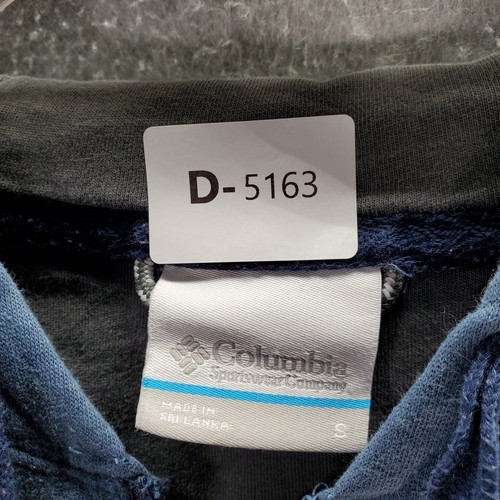 D- 5163
Columbia
Sportswear Company
MADE IN
SRI LANKA
S